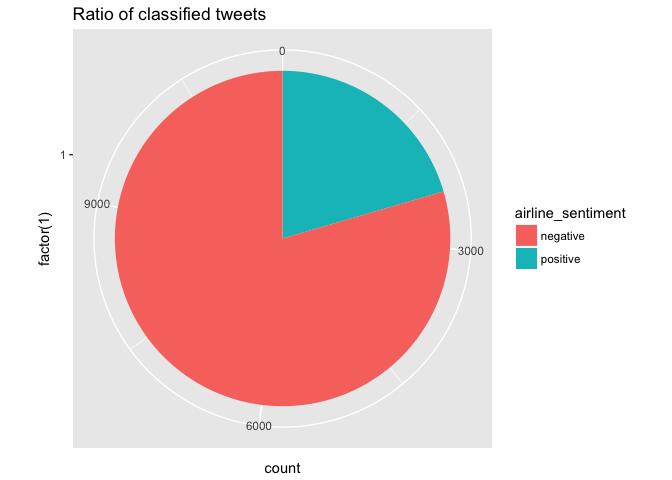 Ratio of classified tweets
0
1
9000
3000
6000
factor(1)
count
airline_sentiment
negative
positive